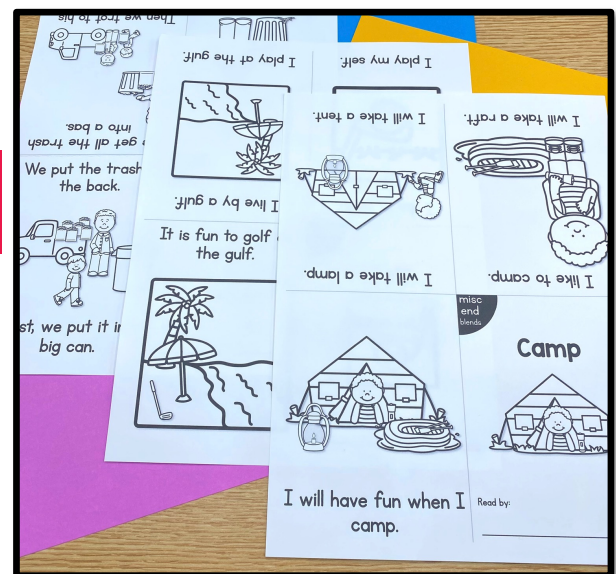 Then we trot to his
get all the trash
into a bas.
We put the trash
the back.
st, we put it in
big can.
I play at the gulf.
I play my self.
I live by a gulf.
It is fun to golf
the gulf.
I will take a tent.
I will take a raft.
I will take a lamp.
I like to camp.
misc
end
blends
Camp
I will have fun when I
camp.
Read by: